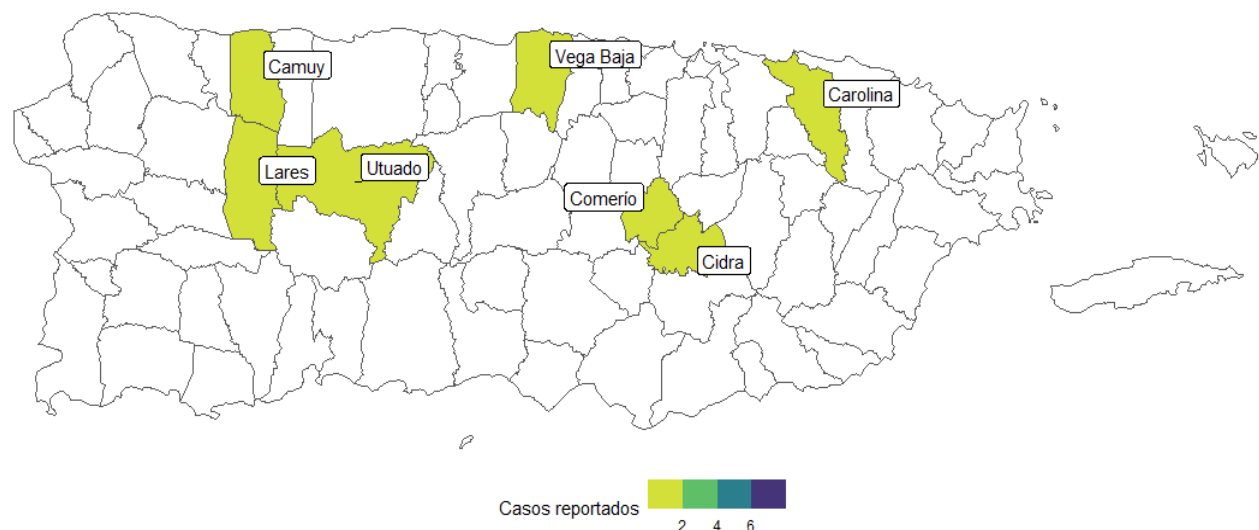 Vega Baja
Camuy
Carolina
Utuado
Lares
Comerío
Cidra
Casos reportados
2 4 6